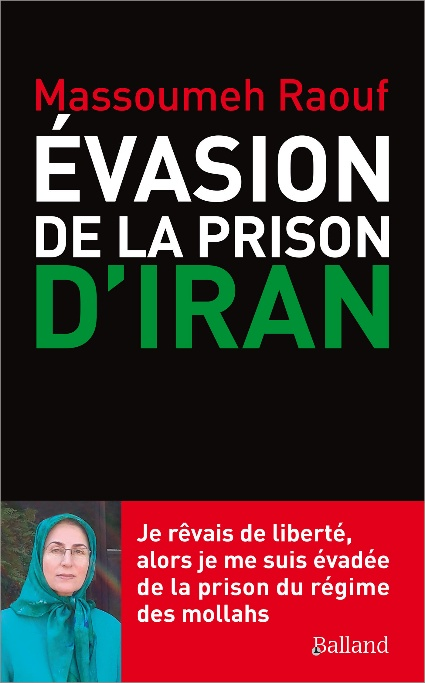 Massoumeh Raouf
ÉVASION
DE LA PRISON
D'IRAN
Je rêvais de liberté,
alors je me suis évadée
de la prison du régime
des mollahs
Balland